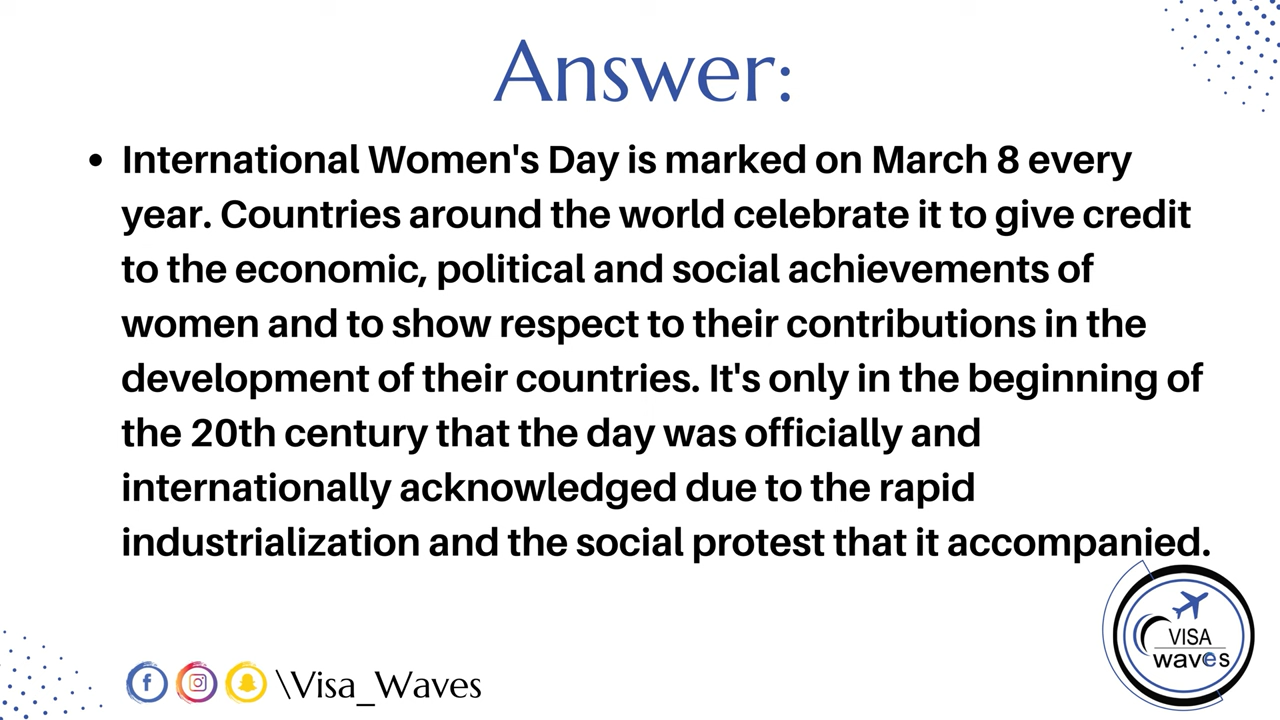 Answer:
• International Women's Day is marked on March 8 every
year. Countries around the world celebrate it to give credit
to the economic, political and social achievements of
women and to show respect to their contributions in the
development of their countries. It's only in the beginning of
the 20th century that the day was officially and
internationally acknowledged due to the rapid
industrialization and the social protest that it accompanied.
VISA
waves
\Visa_Waves